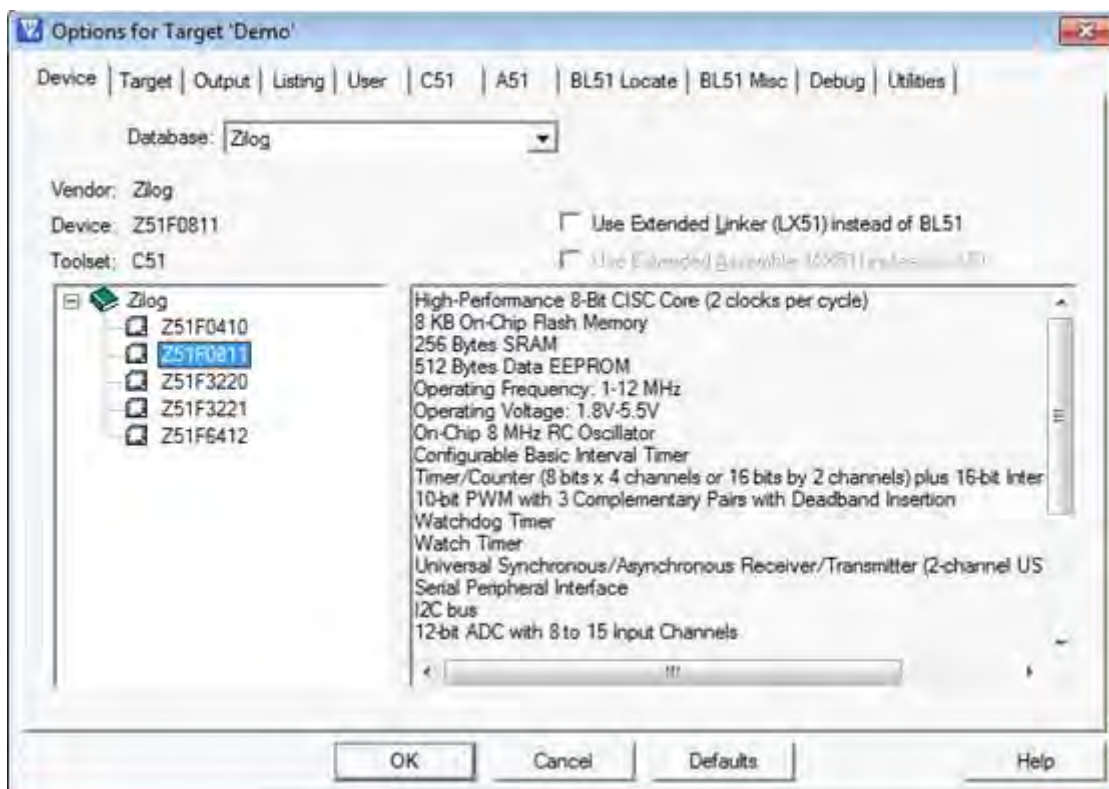 Options for Target 'Demo'
Device Target Output Listing User C51 A51 BL51 Locate BL51 Misc Debug Utilities
Database: Zilog
Vendor: Zilog
Device: Z51F0811
Use Extended Linker (LX51) instead of BL51
Toolset: C51
Use Extended Assembler (AX51) instead of A51
Zilog
Z51F0410
Z51F0811
Z51F3220
Z51F3221
Z51F6412
High-Performance 8-Bit CISC Core (2 clocks per cycle)
8 KB On-Chip Flash Memory
256 Bytes SRAM
512 Bytes Data EEPROM
Operating Frequency: 1-12 MHz
Operating Voltage: 1.8V-5.5V
On-Chip 8 MHz RC Oscillator
Configurable Basic Interval Timer
Timer/Counter (8 bits x 4 channels or 16 bits by 2 channels) plus 16-bit Inter
10-bit PWM with 3 Complementary Pairs with Deadband Insertion
Watchdog Timer
Watch Timer
Universal Synchronous/Asynchronous Receiver/Transmitter (2-channel US
Serial Peripheral Interface
I2C bus
12-bit ADC with 8 to 15 Input Channels
OK Cancel Defaults Help